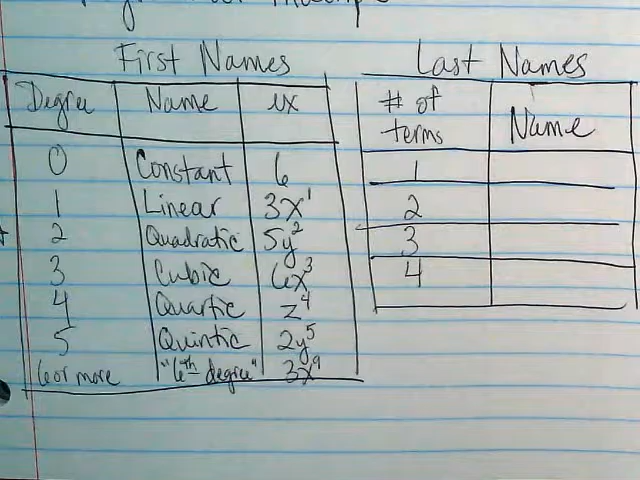 First Names
Last Names
Degree Name ex
# of terms Name
0 Constant 6
1 Linear 3x¹
2 Quadratic 5y²
3 Cubic 6x³
4 Quartic z⁴
5 Quintic 2y⁵
6 or more "6th degree" 3x⁹
1
2
3
4